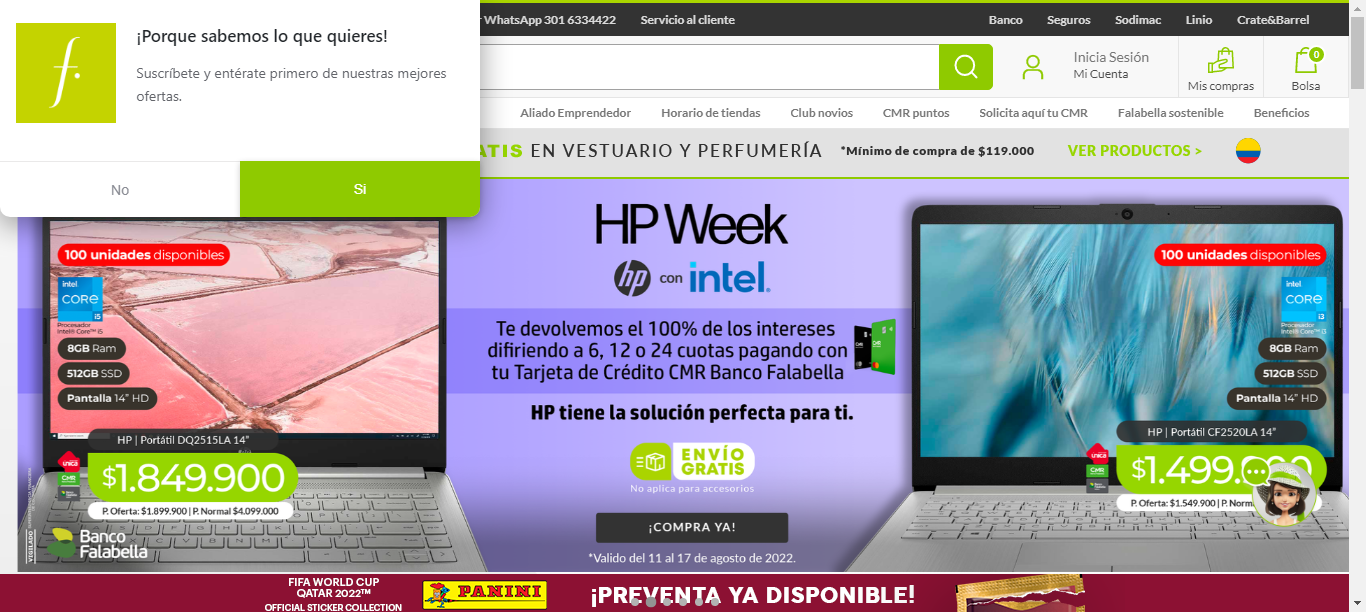 ¡Porque sabemos lo que quieres!
Suscríbete y entérate primero de nuestras mejores
ofertas.
No
Si
WhatsApp 301 6334422
Servicio al cliente
Banco
Seguros
Sodimac
Linio
Crate&Barrel
Inicia Sesión
Mi Cuenta
Mis compras
0
Bolsa
Aliado Emprendedor
Horario de tiendas
Club novios
CMR puntos
Solicita aquí tu CMR
Falabella sostenible
Beneficios
EN VESTUARIO Y PERFUMERÍA
*Mínimo de compra de $119.000
VER PRODUCTOS >
100 unidades disponibles
intel
CORE
i5
Procesador
Intel® Core™ i5
8GB Ram
512GB SSD
Pantalla 14" HD
HP | Portátil DQ2515LA 14"
única
CMR
$1.849.900
P. Oferta: $1.899.900 | P. Normal $4.099.000
VIGILADO
Banco
Falabella
HP Week
hp con intel.
Te devolvemos el 100% de los intereses
difiriendo a 6, 12 o 24 cuotas pagando con
tu Tarjeta de Crédito CMR Banco Falabella
HP tiene la solución perfecta para ti.
ENVÍO
GRATIS
No aplica para accesorios
¡COMPRA YA!
*Valido del 11 al 17 de agosto de 2022.
100 unidades disponibles
intel
CORE
i3
Procesador
Intel® Core™ i3
8GB Ram
512GB SSD
Pantalla 14" HD
HP | Portátil CF2520LA 14"
única
CMR
$1.499.900
P. Oferta: $1.549.900 | P.
FIFA WORLD CUP
QATAR 2022™
OFFICIAL STICKER COLLECTION
PANINI
¡PREVENTA YA DISPONIBLE!